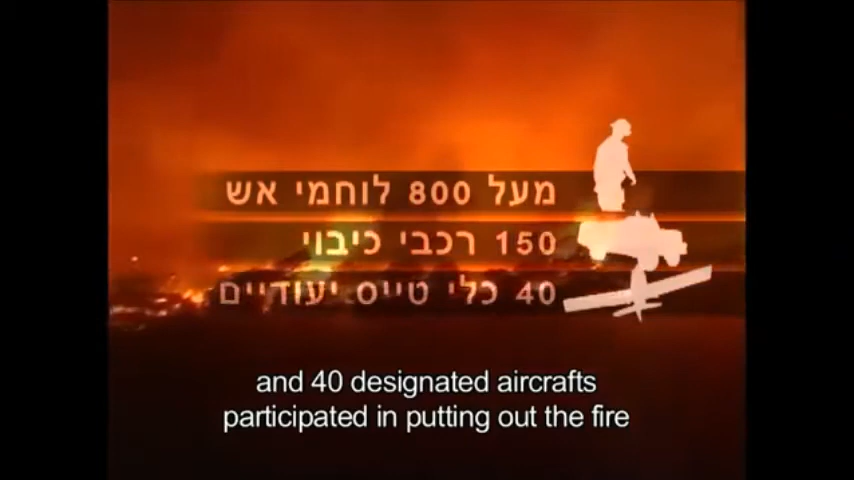 מעל 800 לוחמי אש
150 רכבי כיבוי
40 כלי טייס יעודיים
and 40 designated aircrafts
participated in putting out the fire